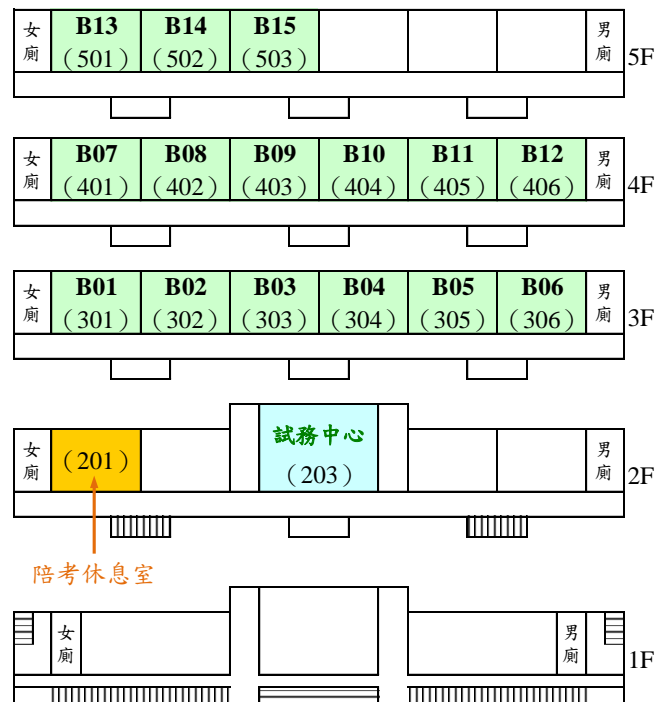 女廁 B13 B14 B15 男廁
（501） （502） （503） 5F
女廁 B07 B08 B09 B10 B11 B12 男廁
（401） （402） （403） （404） （405） （406） 4F
女廁 B01 B02 B03 B04 B05 B06 男廁
（301） （302） （303） （304） （305） （306） 3F
女廁 （201） 試務中心 男廁
（203） 2F
陪考休息室
女廁 男廁 1F